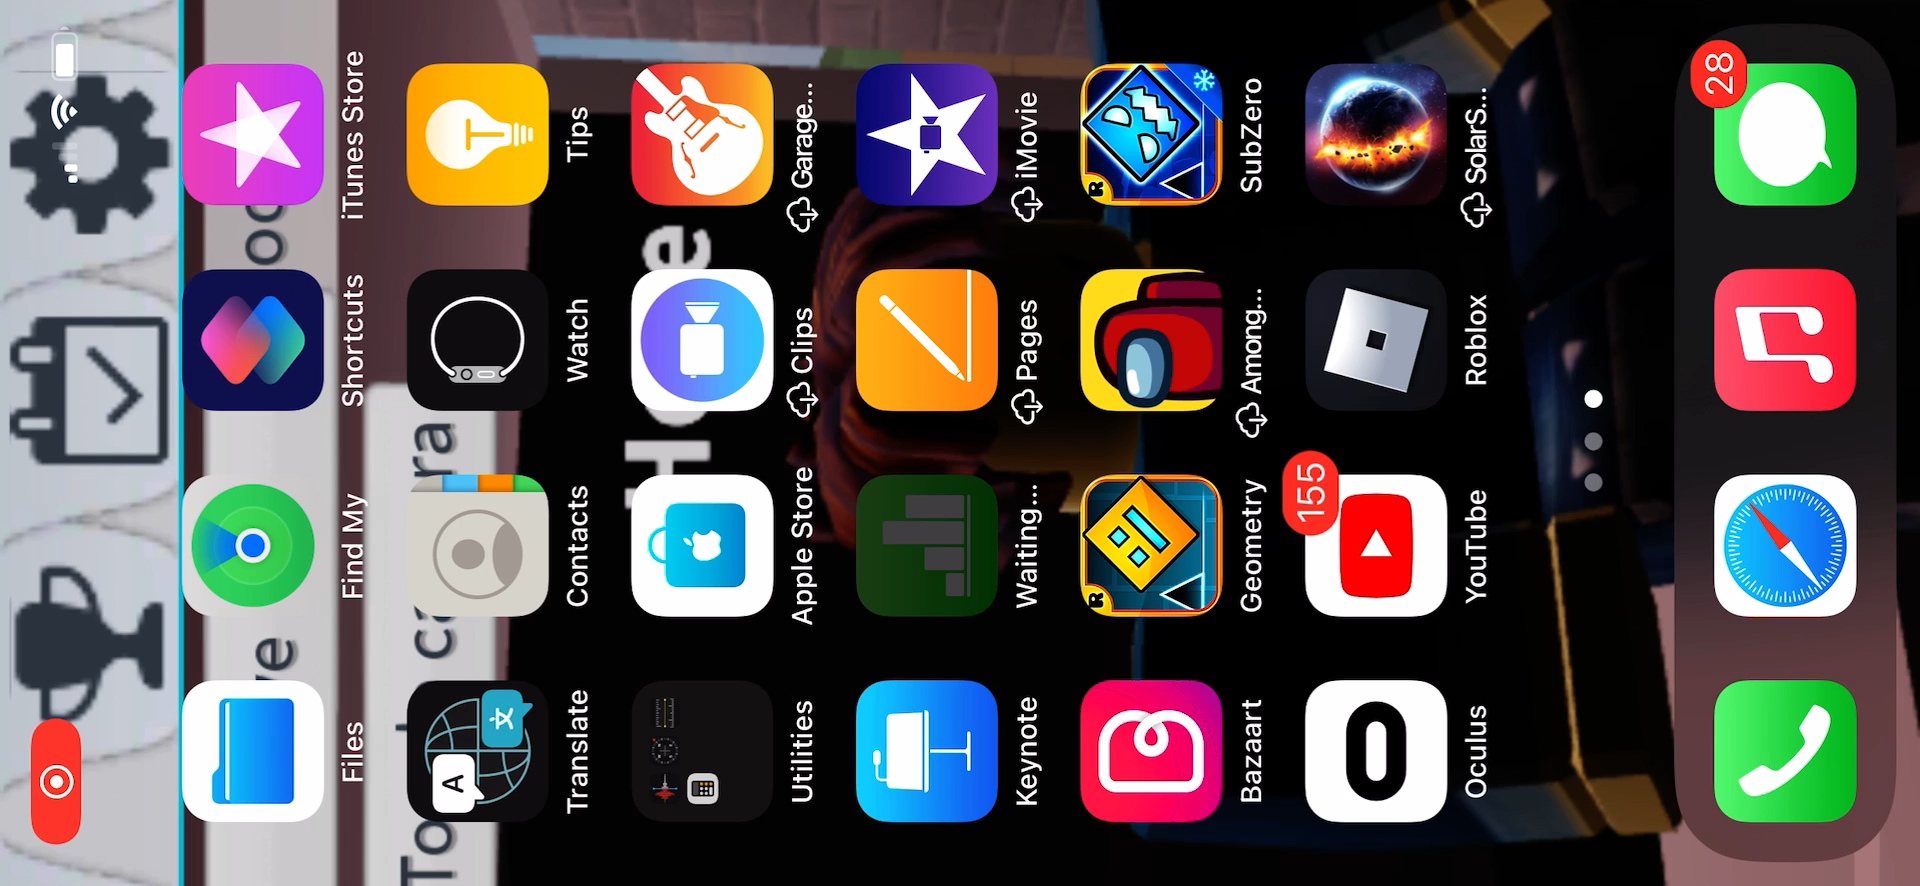 Files Find My Shortcuts iTunes Store
A 文
Translate Contacts Watch Tips
Utilities Apple Store Clips Garage...
Keynote Waiting... Pages iMovie
R R
Bazaart Geometry Among... SubZero
155
Oculus YouTube Roblox SolarS...
28